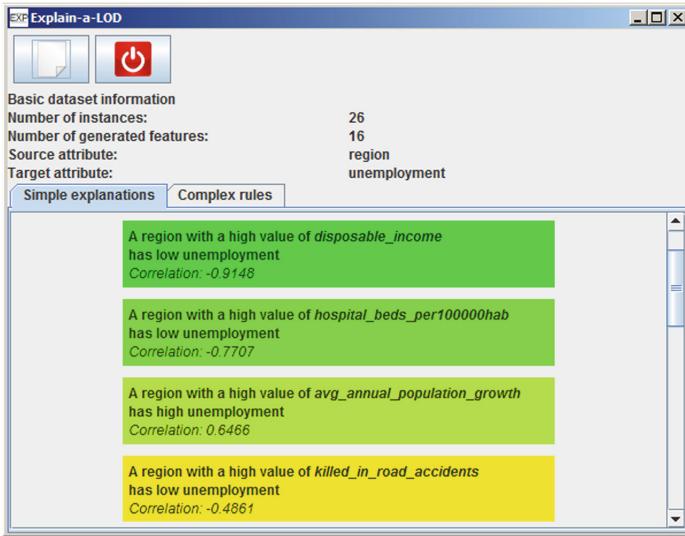 EXP Explain-a-LOD
Basic dataset information
Number of instances: 26
Number of generated features: 16
Source attribute: region
Target attribute: unemployment
Simple explanations Complex rules
A region with a high value of disposable_income
has low unemployment
Correlation: -0.9148
A region with a high value of hospital_beds_per100000hab
has low unemployment
Correlation: -0.7707
A region with a high value of avg_annual_population_growth
has high unemployment
Correlation: 0.6466
A region with a high value of killed_in_road_accidents
has low unemployment
Correlation: -0.4861